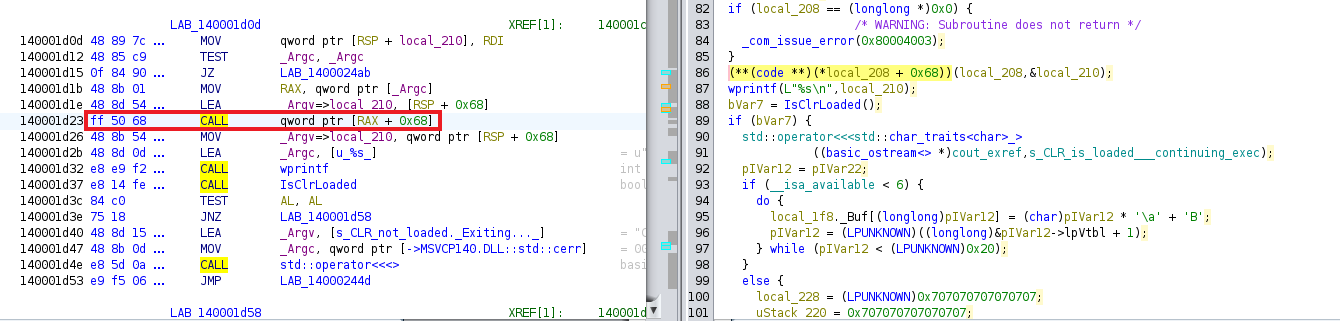 LAB_140001d0d XREF[1]: 140001c
140001d0d 48 89 7c ... MOV qword ptr [RSP + local_210], RDI
140001d12 48 85 c9 TEST _Argc, _Argc
140001d15 0f 84 90 ... JZ LAB_1400024ab
140001d1b 48 8b 01 MOV RAX, qword ptr [_Argc]
140001d1e 48 8d 54 ... LEA _Argv=>local_210, [RSP + 0x68]
140001d23 ff 50 68 CALL qword ptr [RAX + 0x68]
140001d26 48 8b 54 ... MOV _Argv=>local_210, qword ptr [RSP + 0x68]
140001d2b 48 8d 0d ... LEA _Argc, [u_%s_] = u"
140001d32 e8 e9 f2 ... CALL wprintf int
140001d37 e8 14 fe ... CALL IsClrLoaded bool
140001d3c 84 c0 TEST AL, AL
140001d3e 75 18 JNZ LAB_140001d58
140001d40 48 8d 15 ... LEA _Argv, [s_CLR_not_loaded._Exiting..._] = "C
140001d47 48 8b 0d ... MOV _Argc, qword ptr [->MSVCP140.DLL::std::cerr] = 00
140001d4e e8 5d 0a ... CALL std::operator<<<> basi
140001d53 e9 f5 06 ... JMP LAB_14000244d
LAB_140001d58 XREF[1]: 140001d
82 if (local_208 == (longlong *)0x0) {
83 /* WARNING: Subroutine does not return */
84 _com_issue_error(0x80004003);
85 }
86 (**(code **)(*local_208 + 0x68))(local_208,&local_210);
87 wprintf(L"%s\n",local_210);
88 bVar7 = IsClrLoaded();
89 if (bVar7) {
90 std::operator<<<std::char_traits<char>_>
91 ((basic_ostream<> *)cout_exref,s_CLR_is_loaded___continuing_exec);
92 pIVar12 = pIVar22;
93 if (__isa_available < 6) {
94 do {
95 local_1f8._Buf[(longlong)pIVar12] = (char)pIVar12 * '\a' + 'B';
96 pIVar12 = (LPUNKNOWN)((longlong)&pIVar12->lpVtbl + 1);
97 } while (pIVar12 < (LPUNKNOWN)0x20);
98 }
99 else {
100 local_228 = (LPUNKNOWN)0x707070707070707;
101 uStack_220 = 0x707070707070707;